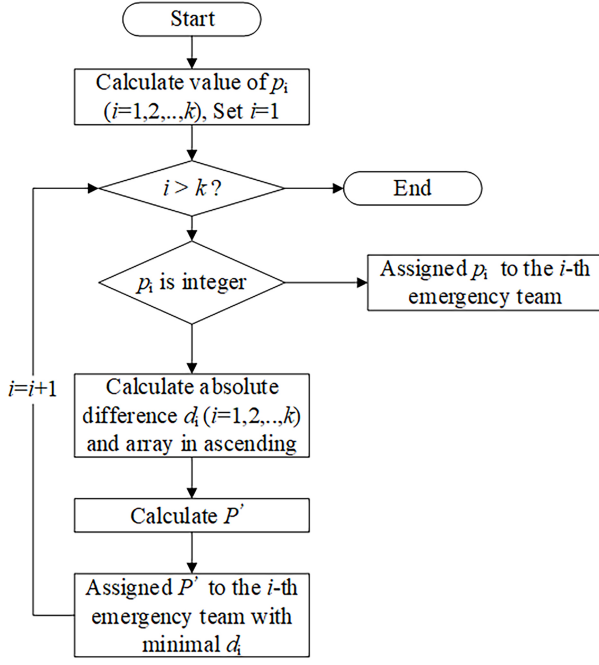 Start
Calculate value of pi
(i=1,2,..,k), Set i=1
i > k ?
End
pi is integer
Assigned pi to the i-th
emergency team
i=i+1
Calculate absolute
difference di (i=1,2,..,k)
and array in ascending
Calculate P’
Assigned P’ to the i-th
emergency team with
minimal di